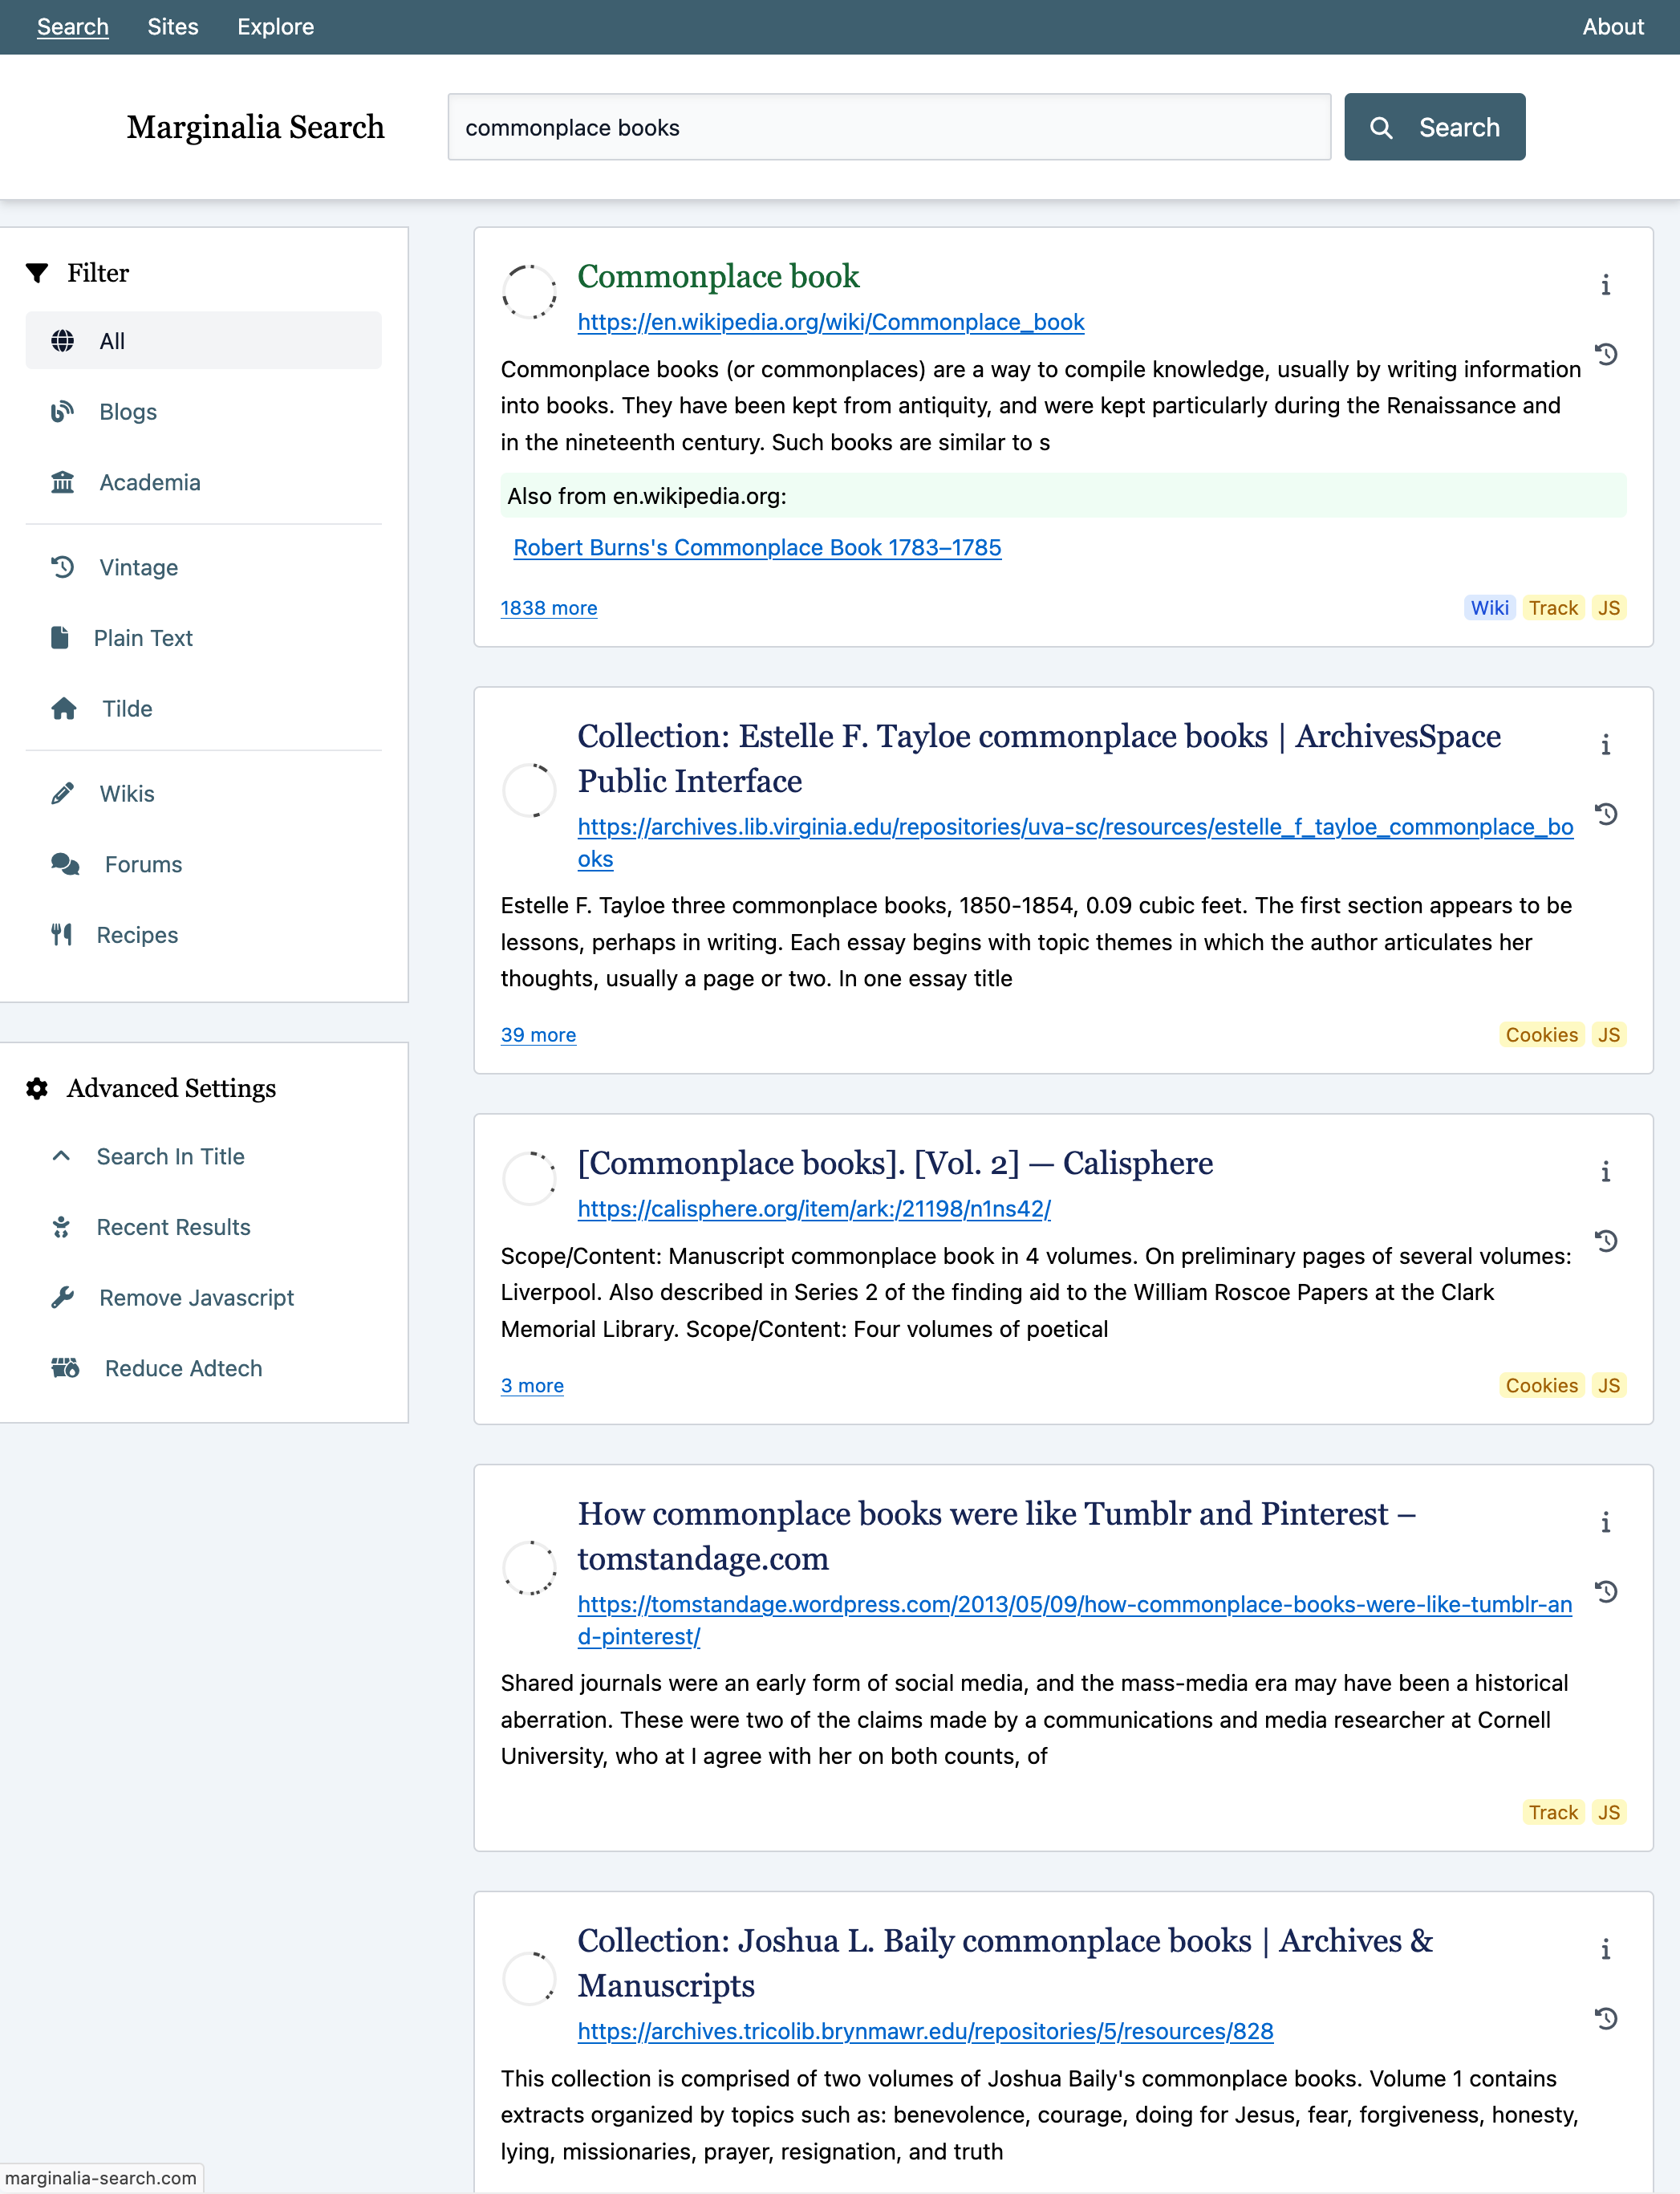 Search Sites Explore About
Marginalia Search
commonplace books
Search
Filter
All
Blogs
Academia
Vintage
Plain Text
Tilde
Wikis
Forums
Recipes
Advanced Settings
Search In Title
Recent Results
Remove Javascript
Reduce Adtech
Commonplace book
https://en.wikipedia.org/wiki/Commonplace_book
Commonplace books (or commonplaces) are a way to compile knowledge, usually by writing information
into books. They have been kept from antiquity, and were kept particularly during the Renaissance and
in the nineteenth century. Such books are similar to s
Also from en.wikipedia.org:
Robert Burns's Commonplace Book 1783–1785
1838 more Wiki Track JS
Collection: Estelle F. Tayloe commonplace books | ArchivesSpace
Public Interface
https://archives.lib.virginia.edu/repositories/uva-sc/resources/estelle_f_tayloe_commonplace_bo
oks
Estelle F. Tayloe three commonplace books, 1850-1854, 0.09 cubic feet. The first section appears to be
lessons, perhaps in writing. Each essay begins with topic themes in which the author articulates her
thoughts, usually a page or two. In one essay title
39 more Cookies JS
[Commonplace books]. [Vol. 2] — Calisphere
https://calisphere.org/item/ark:/21198/n1ns42/
Scope/Content: Manuscript commonplace book in 4 volumes. On preliminary pages of several volumes:
Liverpool. Also described in Series 2 of the finding aid to the William Roscoe Papers at the Clark
Memorial Library. Scope/Content: Four volumes of poetical
3 more Cookies JS
How commonplace books were like Tumblr and Pinterest –
tomstandage.com
https://tomstandage.wordpress.com/2013/05/09/how-commonplace-books-were-like-tumblr-an
d-pinterest/
Shared journals were an early form of social media, and the mass-media era may have been a historical
aberration. These were two of the claims made by a communications and media researcher at Cornell
University, who at I agree with her on both counts, of
Track JS
Collection: Joshua L. Baily commonplace books | Archives &
Manuscripts
https://archives.tricolib.brynmawr.edu/repositories/5/resources/828
This collection is comprised of two volumes of Joshua Baily's commonplace books. Volume 1 contains
extracts organized by topics such as: benevolence, courage, doing for Jesus, fear, forgiveness, honesty,
lying, missionaries, prayer, resignation, and truth
marginalia-search.com